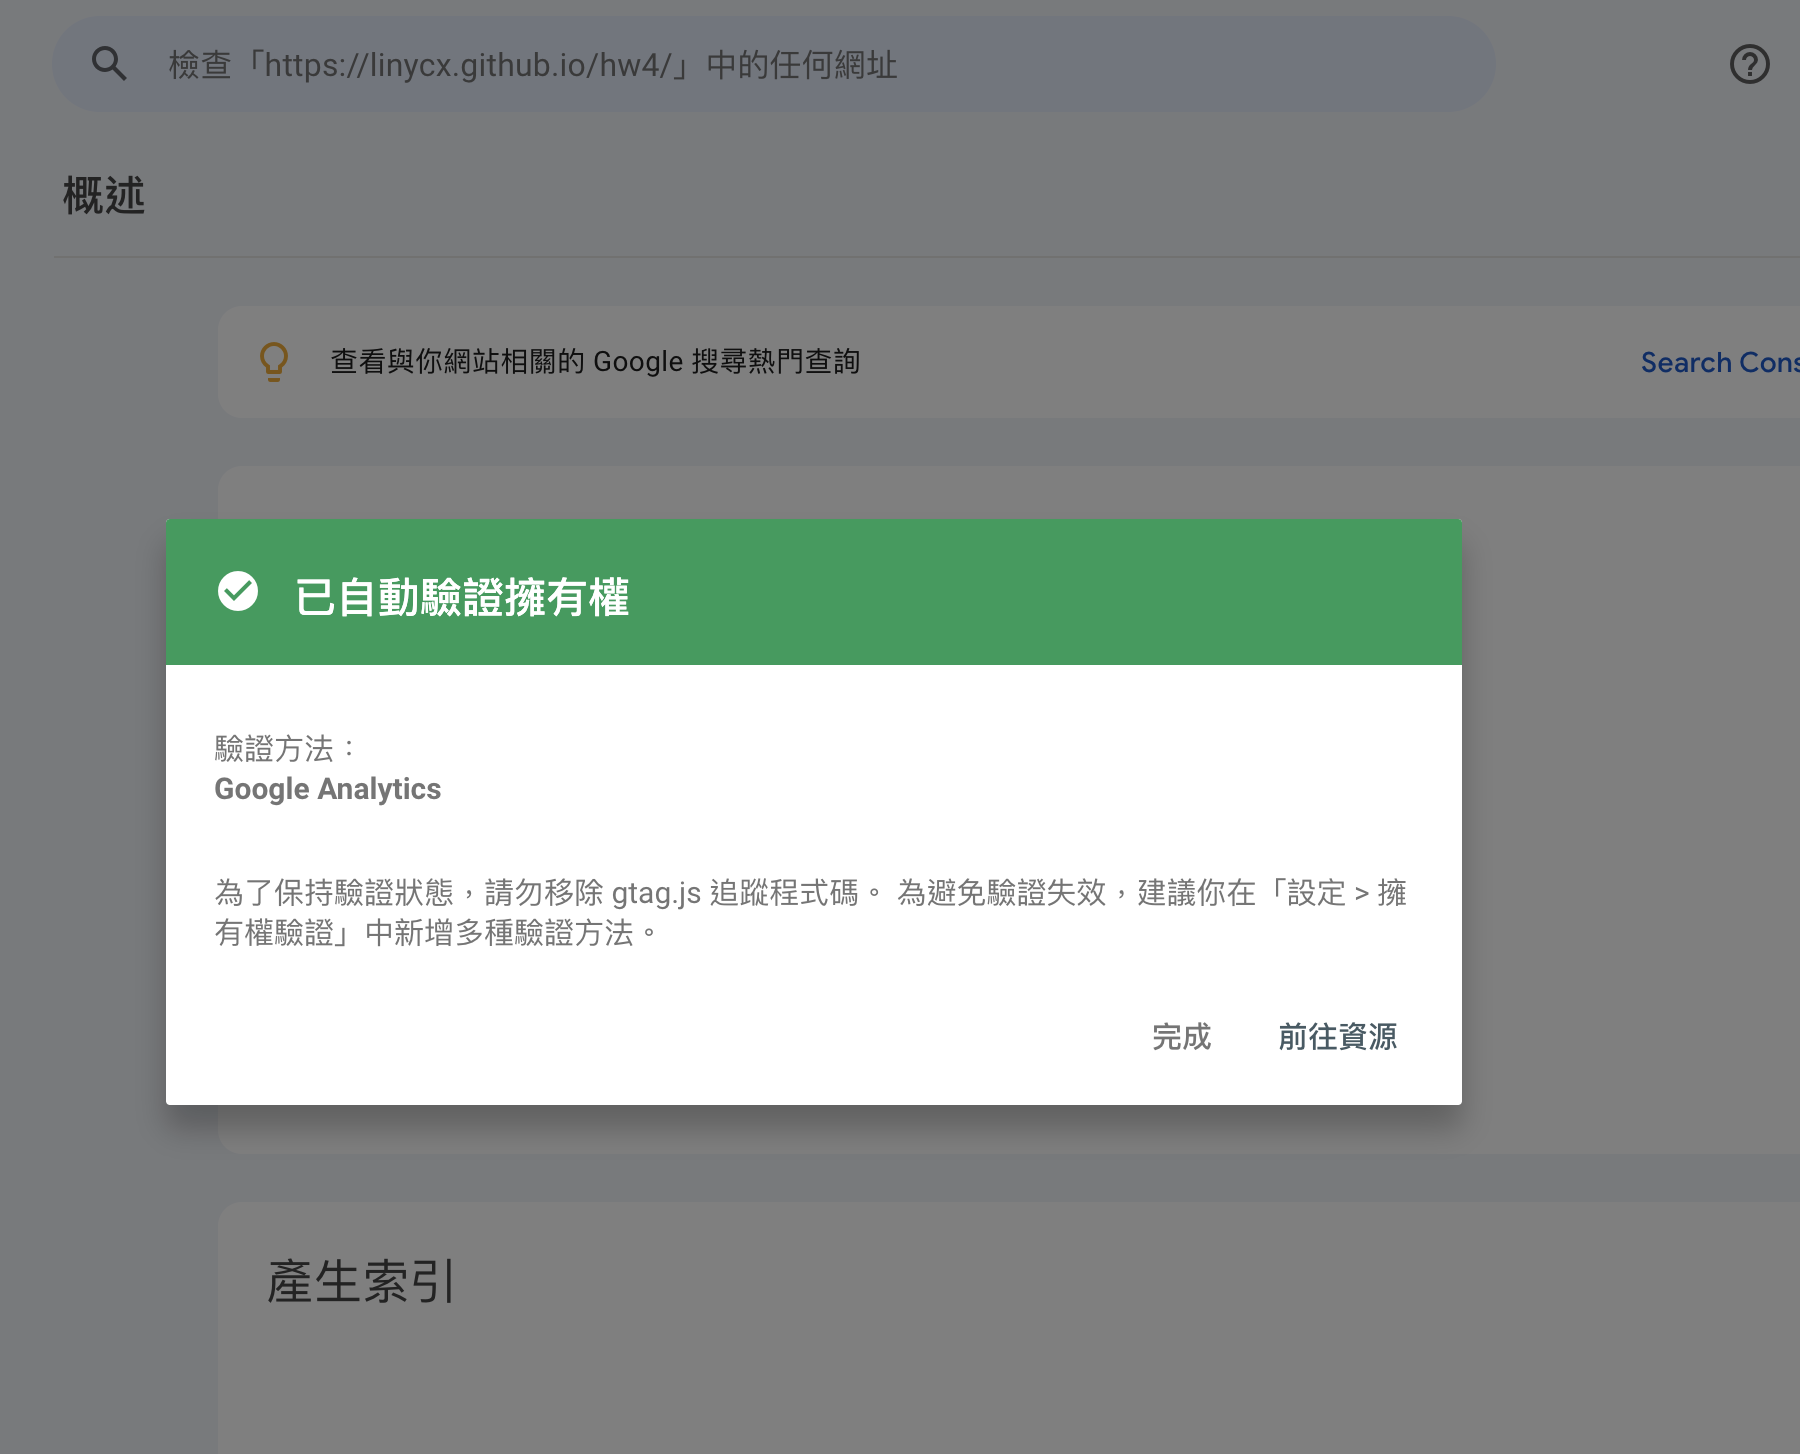 檢查「https://linycx.github.io/hw4/」中的任何網址
概述
查看與你網站相關的 Google 搜尋熱門查詢
Search Cons
已自動驗證擁有權
驗證方法：
Google Analytics
為了保持驗證狀態，請勿移除 gtag.js 追蹤程式碼。 為避免驗證失效，建議你在「設定 > 擁
有權驗證」中新增多種驗證方法。
完成 前往資源
產生索引